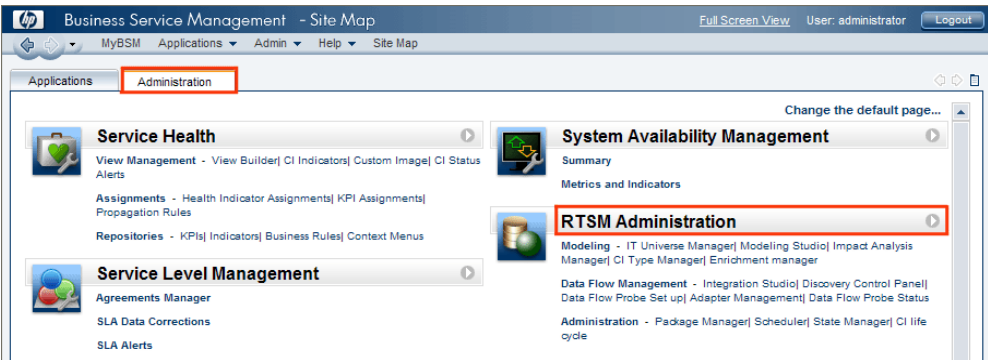 hp Business Service Management - Site Map Full Screen View User: administrator Logout
MyBSM Applications Admin Help Site Map
Applications Administration
Change the default page...
Service Health
View Management - View Builder| CI Indicators| Custom Image| CI Status
Alerts
Assignments - Health Indicator Assignments| KPI Assignments|
Propagation Rules
Repositories - KPIs| Indicators| Business Rules| Context Menus
Service Level Management
Agreements Manager
SLA Data Corrections
SLA Alerts
System Availability Management
Summary
Metrics and Indicators
RTSM Administration
Modeling - IT Universe Manager| Modeling Studio| Impact Analysis
Manager| CI Type Manager| Enrichment manager
Data Flow Management - Integration Studio| Discovery Control Panel|
Data Flow Probe Set up| Adapter Management| Data Flow Probe Status
Administration - Package Manager| Scheduler| State Manager| CI life
cycle